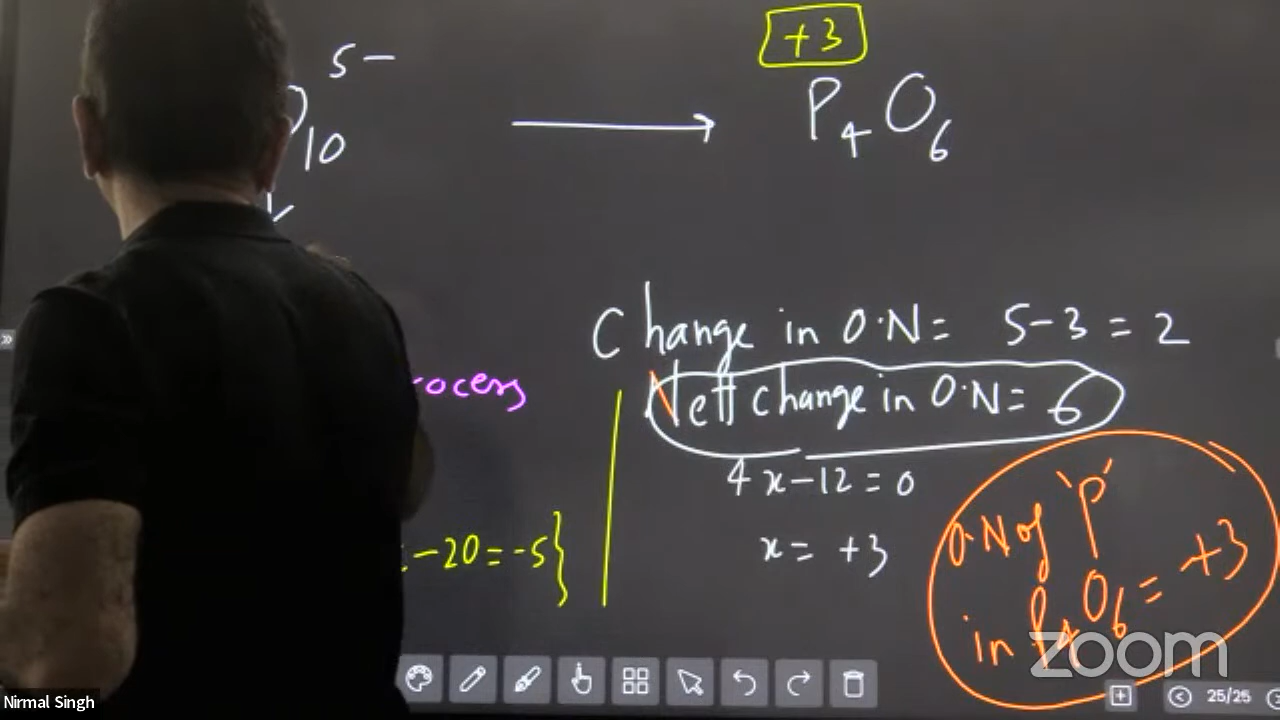 5-
+3
10
P4O6
Change in O.N = 5-3 = 2
Nett change in O.N = 6
ocess
4x-12=0
x= +3
-20=-5}
O.N of 'P'
in P4O6 = +3
zoom
25/25
Nirmal Singh